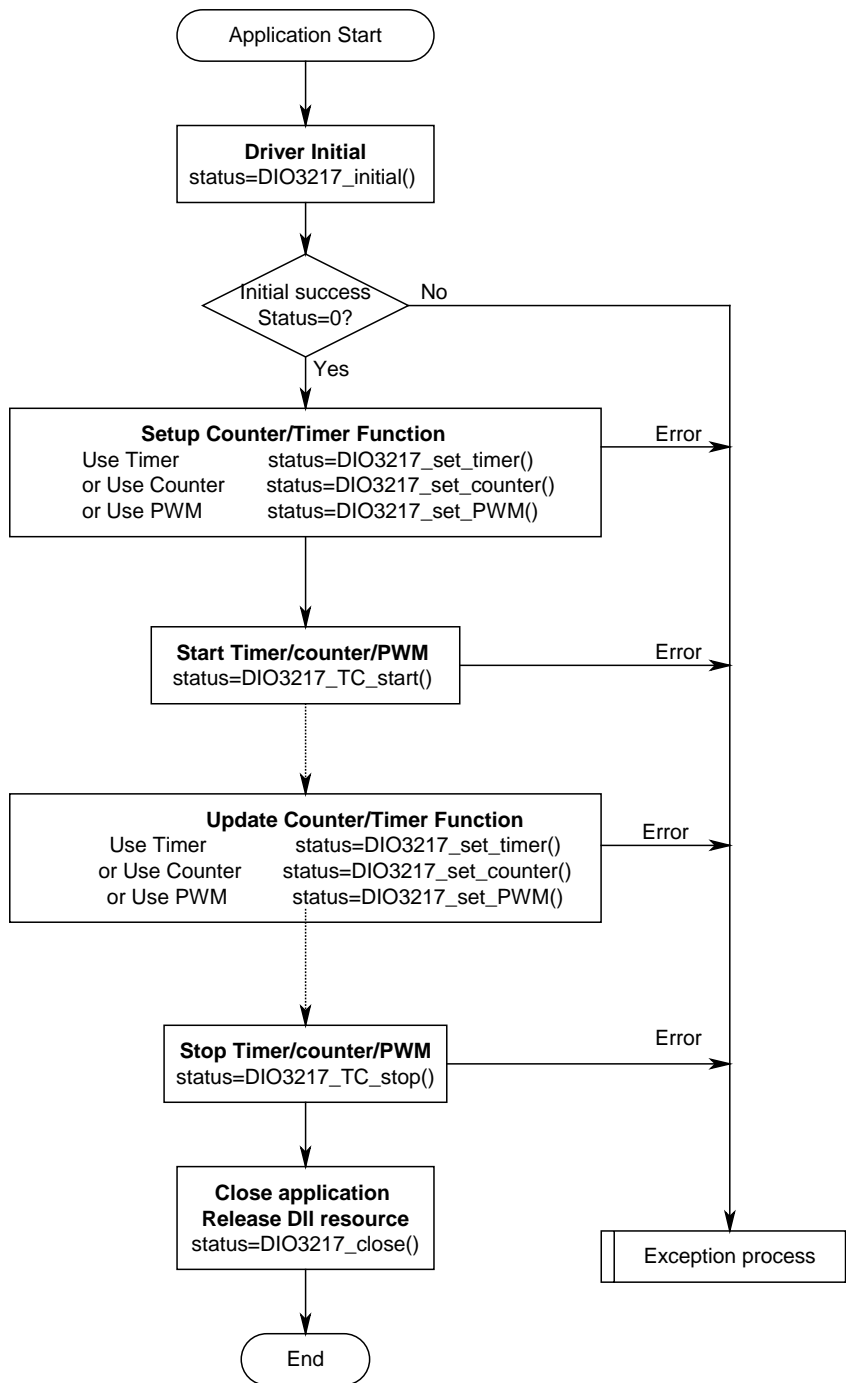 Application Start
Driver Initial
status=DIO3217_initial()
Initial success
Status=0?
No
Yes
Setup Counter/Timer Function
Use Timer status=DIO3217_set_timer()
or Use Counter status=DIO3217_set_counter()
or Use PWM status=DIO3217_set_PWM()
Error
Start Timer/counter/PWM
status=DIO3217_TC_start()
Error
Update Counter/Timer Function
Use Timer status=DIO3217_set_timer()
or Use Counter status=DIO3217_set_counter()
or Use PWM status=DIO3217_set_PWM()
Error
Stop Timer/counter/PWM
status=DIO3217_TC_stop()
Error
Close application
Release Dll resource
status=DIO3217_close()
Exception process
End